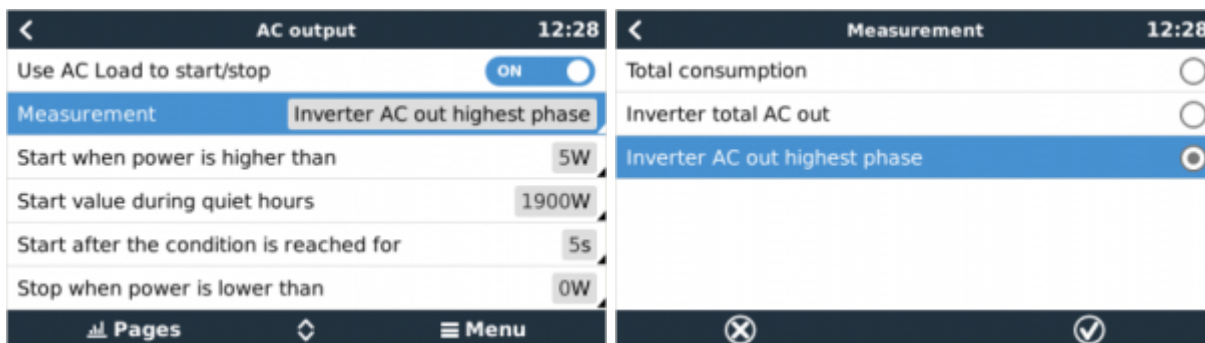 AC output 12:28
Use AC Load to start/stop ON
Measurement Inverter AC out highest phase
Start when power is higher than 5W
Start value during quiet hours 1900W
Start after the condition is reached for 5s
Stop when power is lower than 0W
Pages Menu
Measurement 12:28
Total consumption
Inverter total AC out
Inverter AC out highest phase